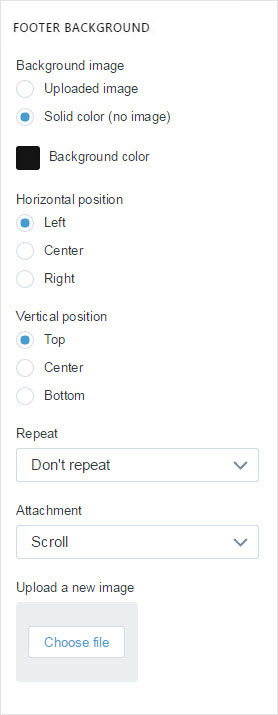 FOOTER BACKGROUND
Background image
Uploaded image
Solid color (no image)
Background color
Horizontal position
Left
Center
Right
Vertical position
Top
Center
Bottom
Repeat
Don't repeat
Attachment
Scroll
Upload a new image
Choose file